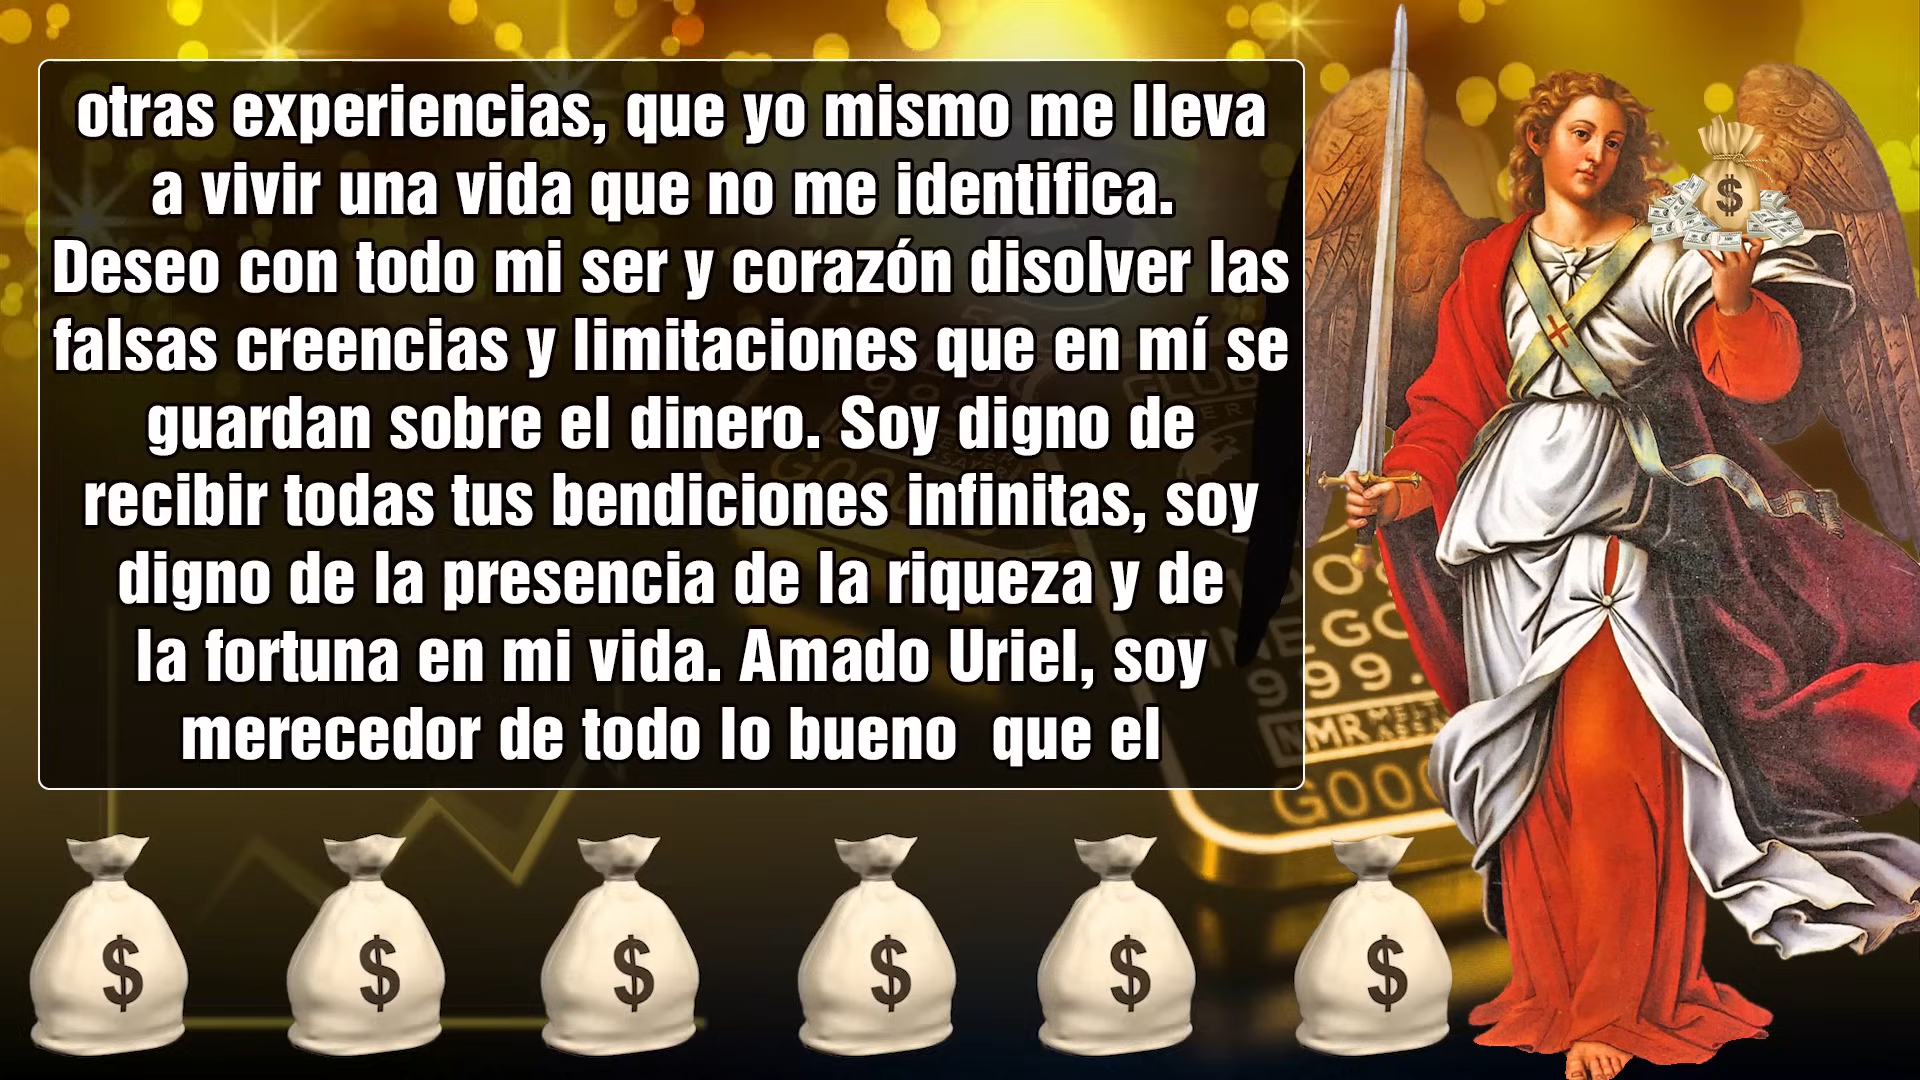 otras experiencias, que yo mismo me lleva
a vivir una vida que no me identifica.
Deseo con todo mi ser y corazón disolver las
falsas creencias y limitaciones que en mí se
guardan sobre el dinero. Soy digno de
recibir todas tus bendiciones infinitas, soy
digno de la presencia de la riqueza y de
la fortuna en mi vida. Amado Uriel, soy
merecedor de todo lo bueno  que el
$
999.
NMR
$ $ $ $ $ $